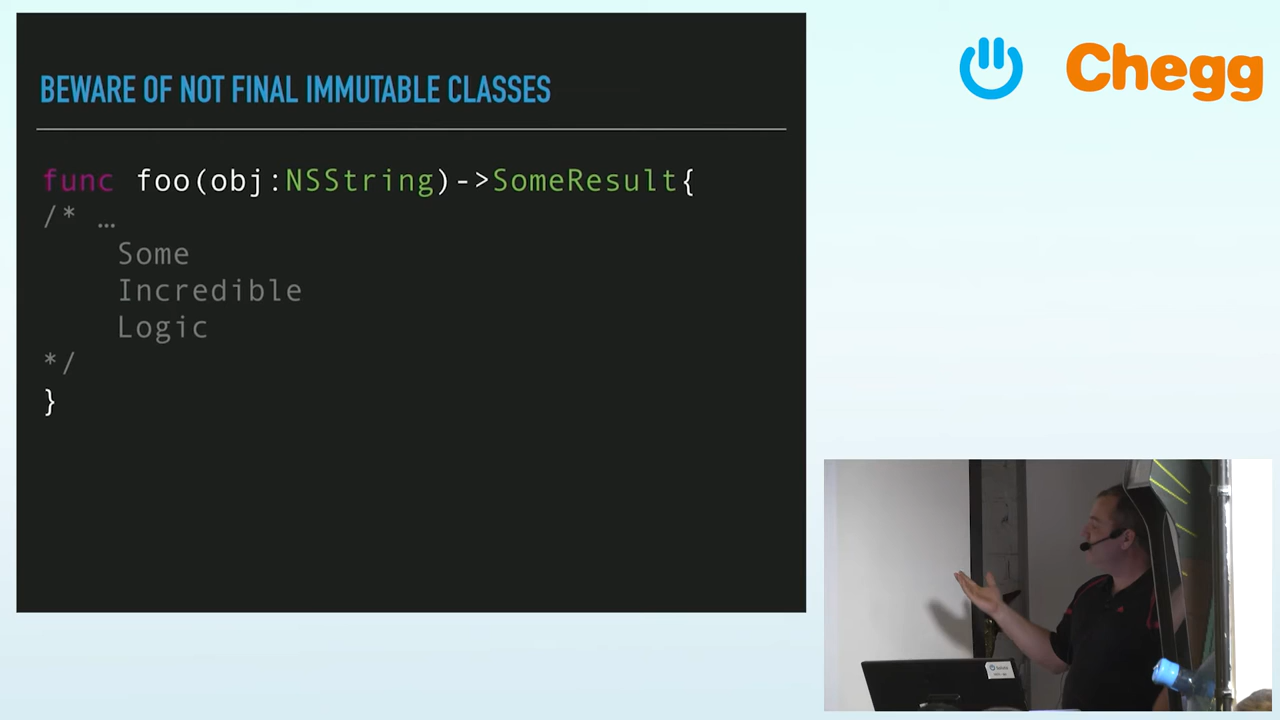 BEWARE OF NOT FINAL IMMUTABLE CLASSES
func foo(obj:NSString)->SomeResult{
/* …
Some
Incredible
Logic
*/
}
Chegg